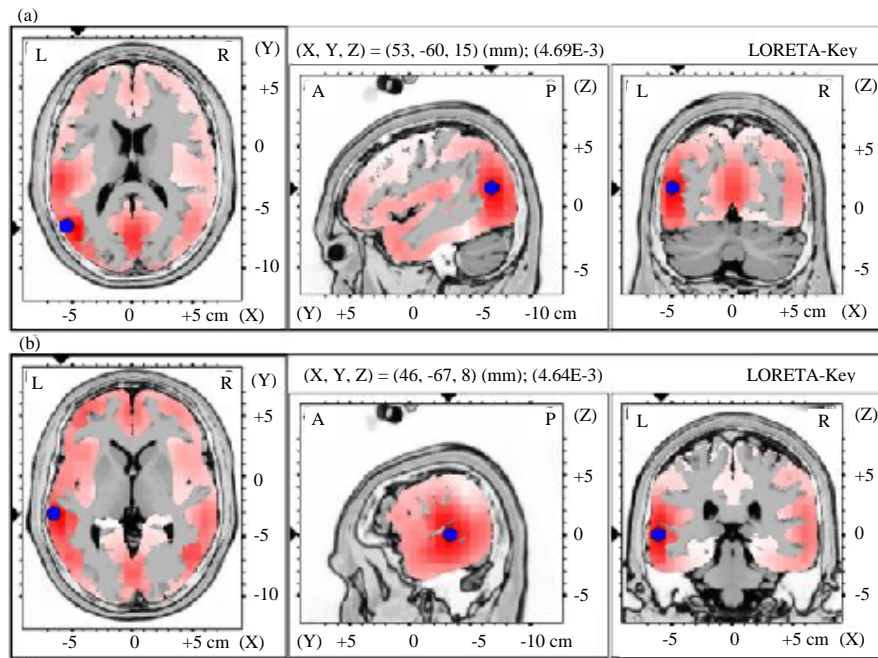 (a)
L R (Y)
+5
0
-5
-10
-5 0 +5 cm (X)
(X, Y, Z) = (53, -60, 15) (mm); (4.69E-3) LORETA-Key
A P (Z)
+5
0
-5
(Y) +5 0 -5 -10 cm
L R (Z)
+5
0
-5
-5 0 +5 cm (X)
(b)
L R (Y)
+5
0
-5
-10
-5 0 +5 cm (X)
(X, Y, Z) = (46, -67, 8) (mm); (4.64E-3) LORETA-Key
A P (Z)
+5
0
-5
(Y) +5 0 -5 -10 cm
L R (Z)
+5
0
-5
-5 0 +5 cm (X)